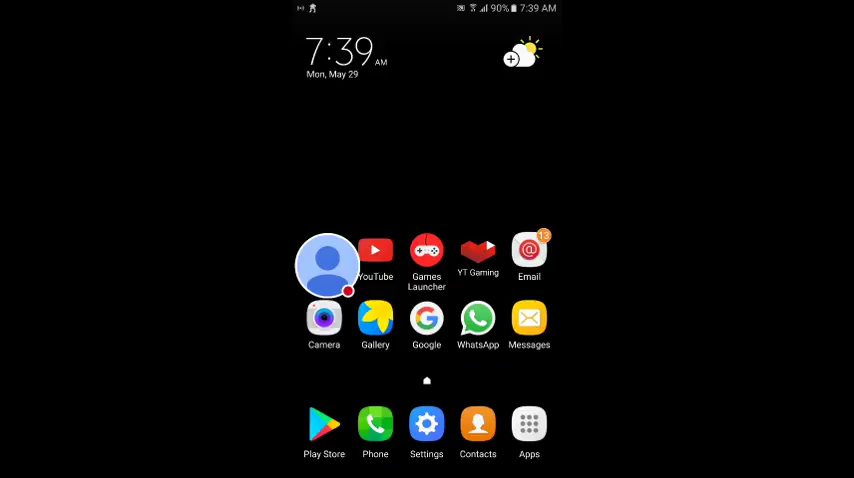 90% 7:39 AM
7:39 AM
Mon, May 29
YouTube
Games Launcher
YT Gaming
Email
13
Camera
Gallery
Google
WhatsApp
Messages
Play Store
Phone
Settings
Contacts
Apps